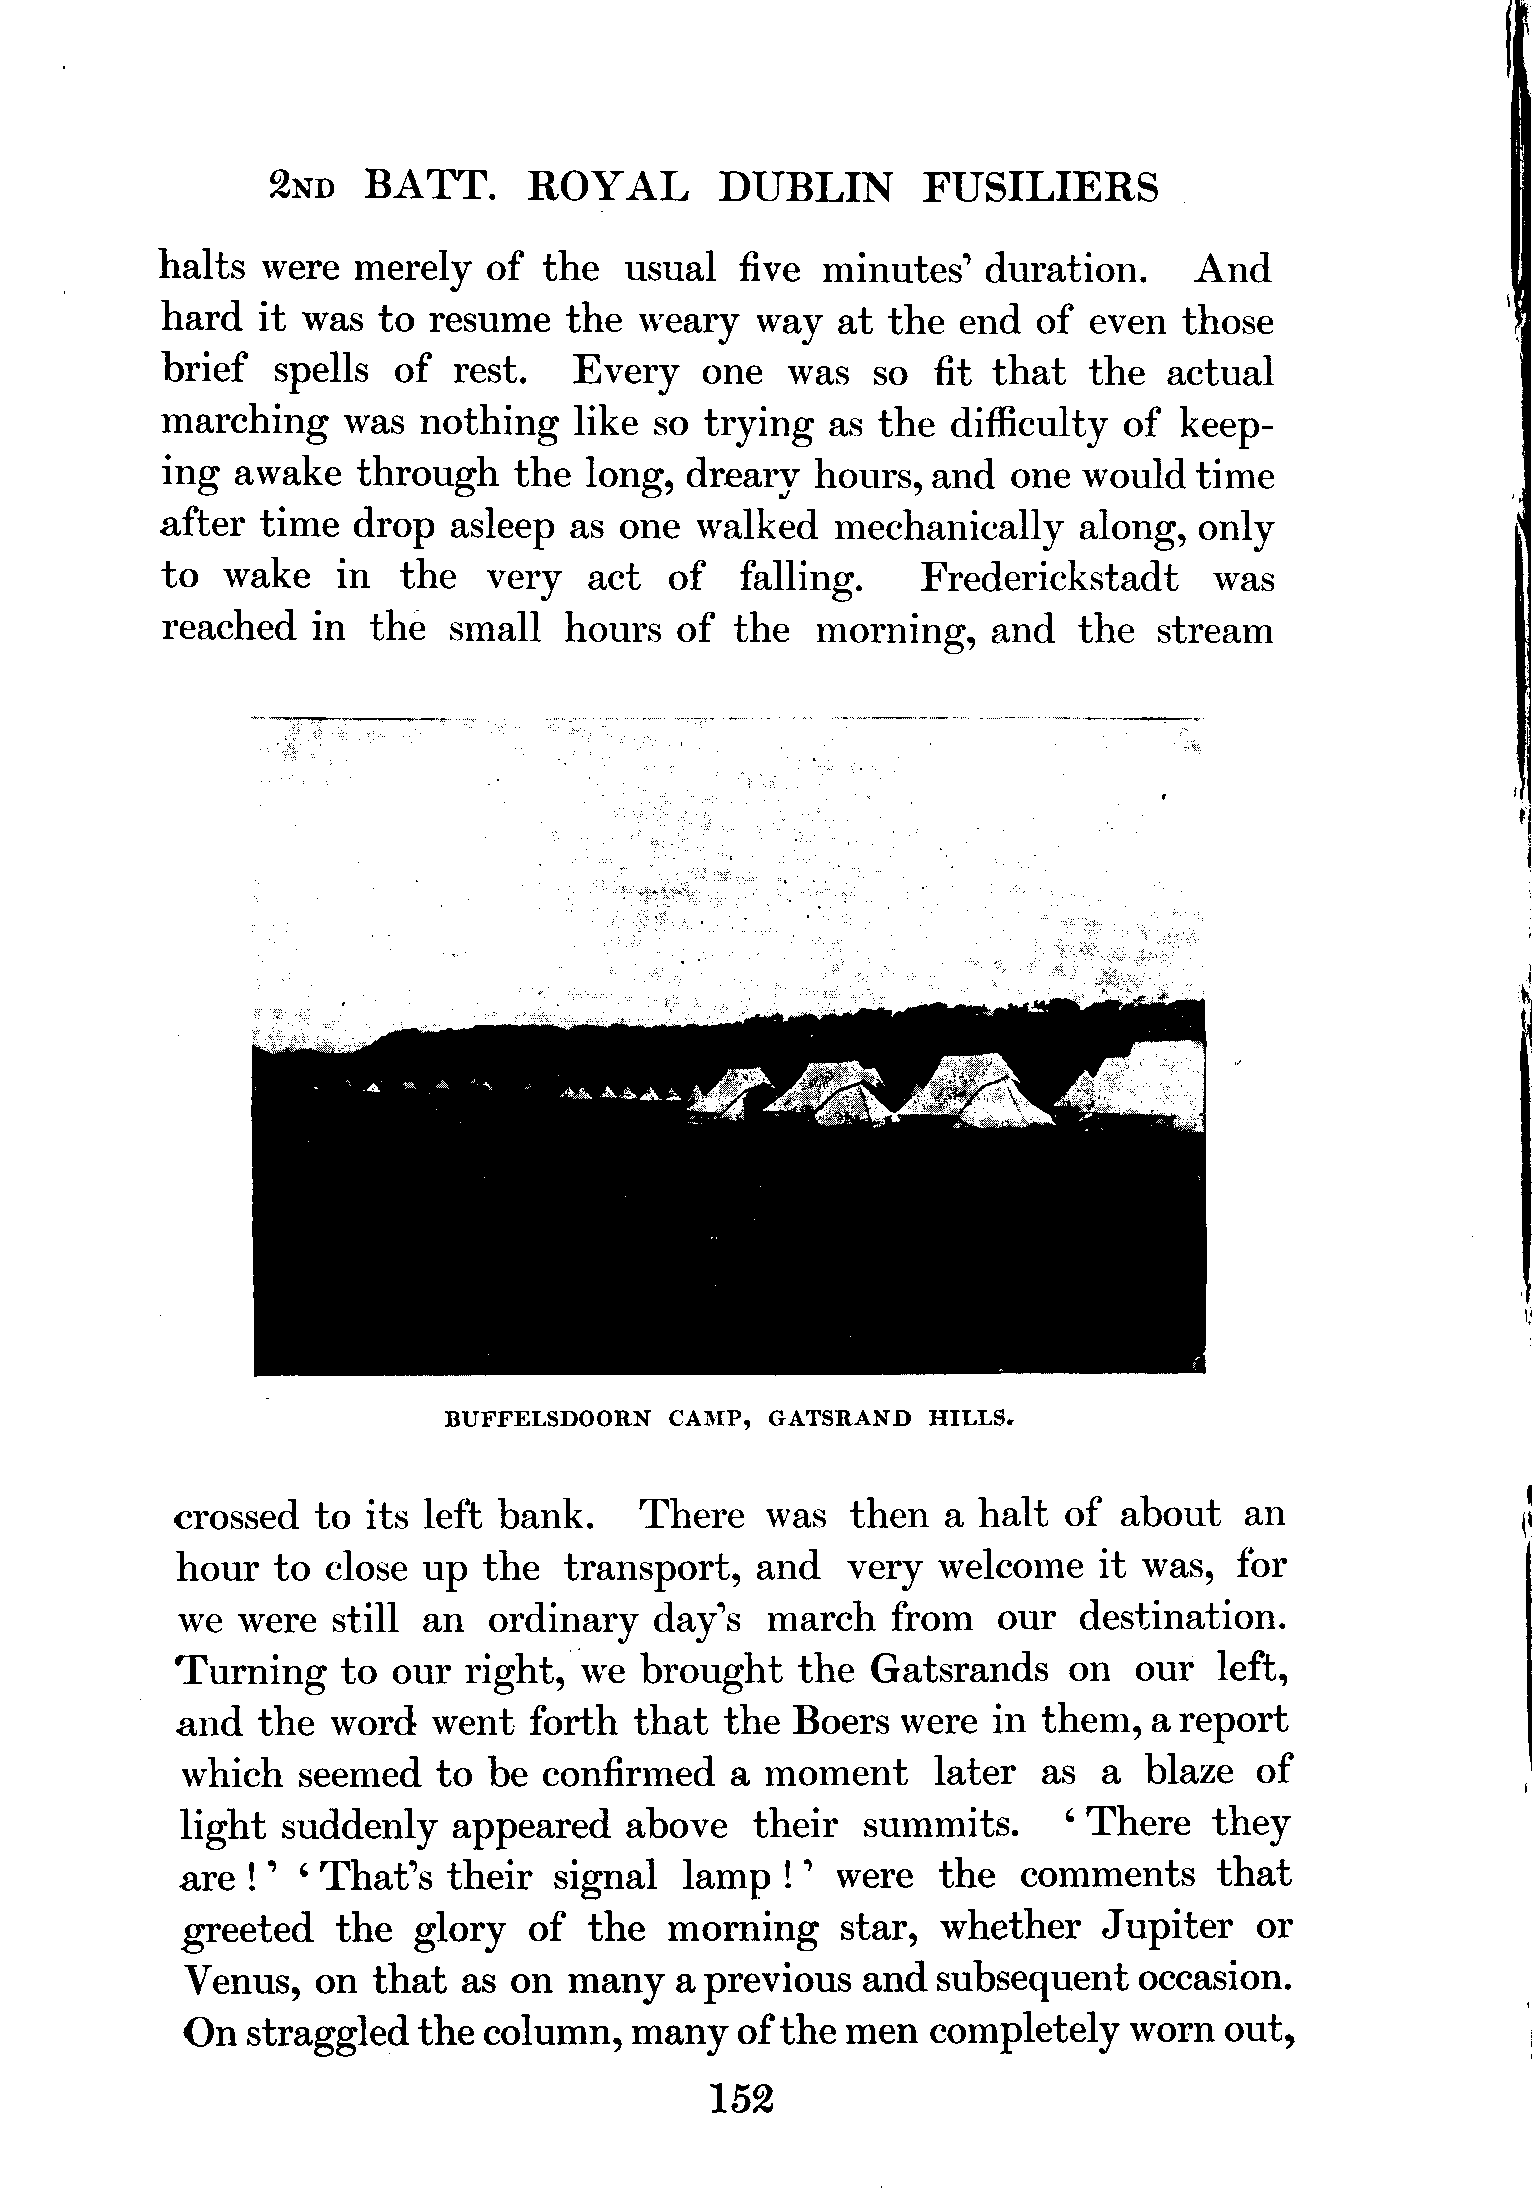 2ND BATT. ROYAL DUBLIN FUSILIERS
halts were merely of the usual five minutes' duration. And
hard it was to resume the weary way at the end of even those
brief spells of rest. Every one was so fit that the actual
marching was nothing like so trying as the difficulty of keep-
ing awake through the long, dreary hours, and one would time
after time drop asleep as one walked mechanically along, only
to wake in the very act of falling. Frederickstadt was
reached in the small hours of the morning, and the stream
BUFFELSDOORN CAMP, GATSRAND HILLS.
crossed to its left bank. There was then a halt of about an
hour to close up the transport, and very welcome it was, for
we were still an ordinary day's march from our destination.
Turning to our right, we brought the Gatsrands on our left,
and the word went forth that the Boers were in them, a report
which seemed to be confirmed a moment later as a blaze of
light suddenly appeared above their summits. ‘There they
are!’ ‘That's their signal lamp!’ were the comments that
greeted the glory of the morning star, whether Jupiter or
Venus, on that as on many a previous and subsequent occasion.
On straggled the column, many of the men completely worn out,
152